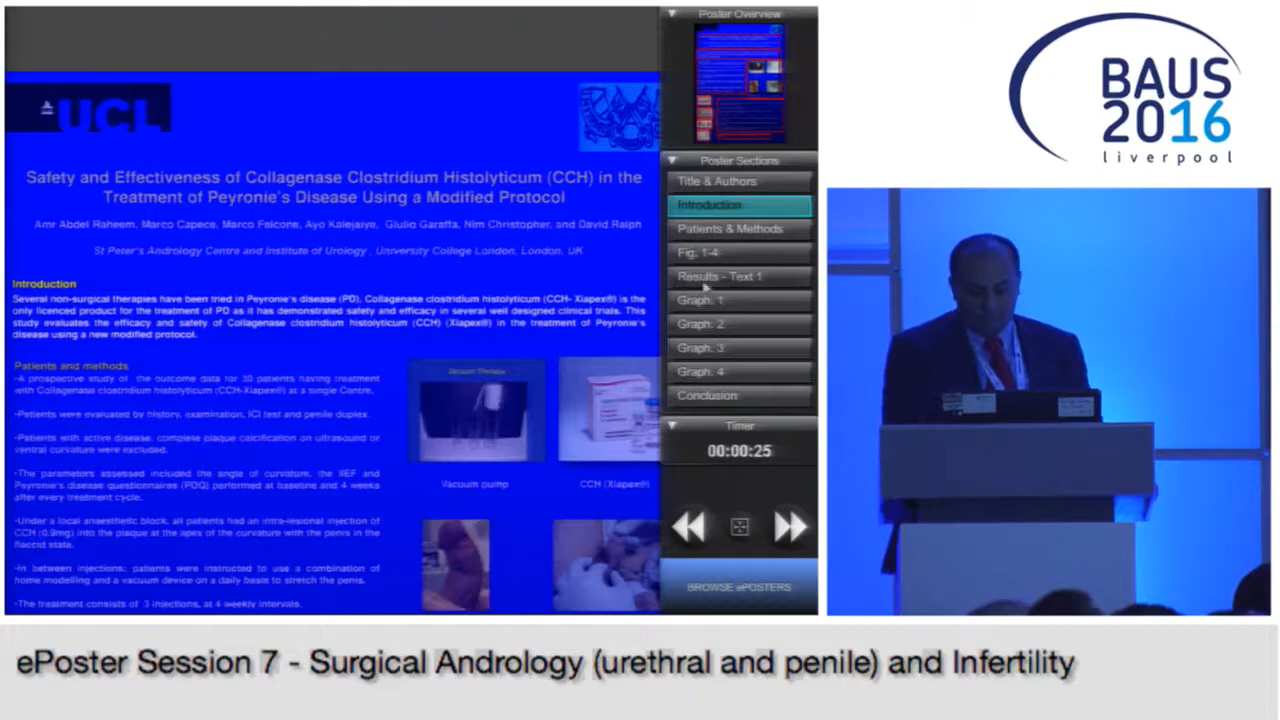 UCL
Safety and Effectiveness of Collagenase Clostridium Histolyticum (CCH) in the
Treatment of Peyronie's Disease Using a Modified Protocol
Amr Abdel Raheem, Marco Capece, Marco Falcone, Ayo Kalejaiye, Giulio Garaffa, Nim Christopher, and David Ralph
St Peter's Andrology Centre and Institute of Urology , University College London, London, UK
Introduction
Several non-surgical therapies have been tried in Peyronie's disease (PD). Collagenase clostridium histolyticum (CCH- Xiapex®) is the
only licenced product for the treatment of PD as it has demonstrated safety and efficacy in several well designed clinical trials. This
study evaluates the efficacy and safety of Collagenase clostridium histolyticum (CCH) (Xiapex®) in the treatment of Peyronie's
disease using a new modified protocol.
Patients and methods
-A prospective study of the outcome data for 30 patients having treatment
with Collagenase clostridium histolyticum (CCH-Xiapex®) at a single Centre.
-Patients were evaluated by history, examination, ICI test and penile duplex.
-Patients with active disease, complete plaque calcification on ultrasound or
ventral curvature were excluded.
-The parameters assessed included the angle of curvature, the IIEF and
Peyronie's disease questionnaires (PDQ) performed at baseline and 4 weeks
after every treatment cycle.
-Under a local anaesthetic block, all patients had an intra-lesional injection of
CCH (0.9mg) into the plaque at the apex of the curvature with the penis in the
flaccid state.
-In between injections; patients were instructed to use a combination of
home modelling and a vacuum device on a daily basis to stretch the penis.
-The treatment consists of 3 injections, at 4 weekly intervals.
Vacuum pump
CCH (Xiapex®)
Poster Overview
Poster Sections
Title & Authors
Introduction
Patients & Methods
Fig. 1-4
Results - Text 1
Graph. 1
Graph. 2
Graph. 3
Graph. 4
Conclusion
Timer
00:00:25
BROWSE ePOSTERS
BAUS
2016
liverpool
ePoster Session 7 - Surgical Andrology (urethral and penile) and Infertility